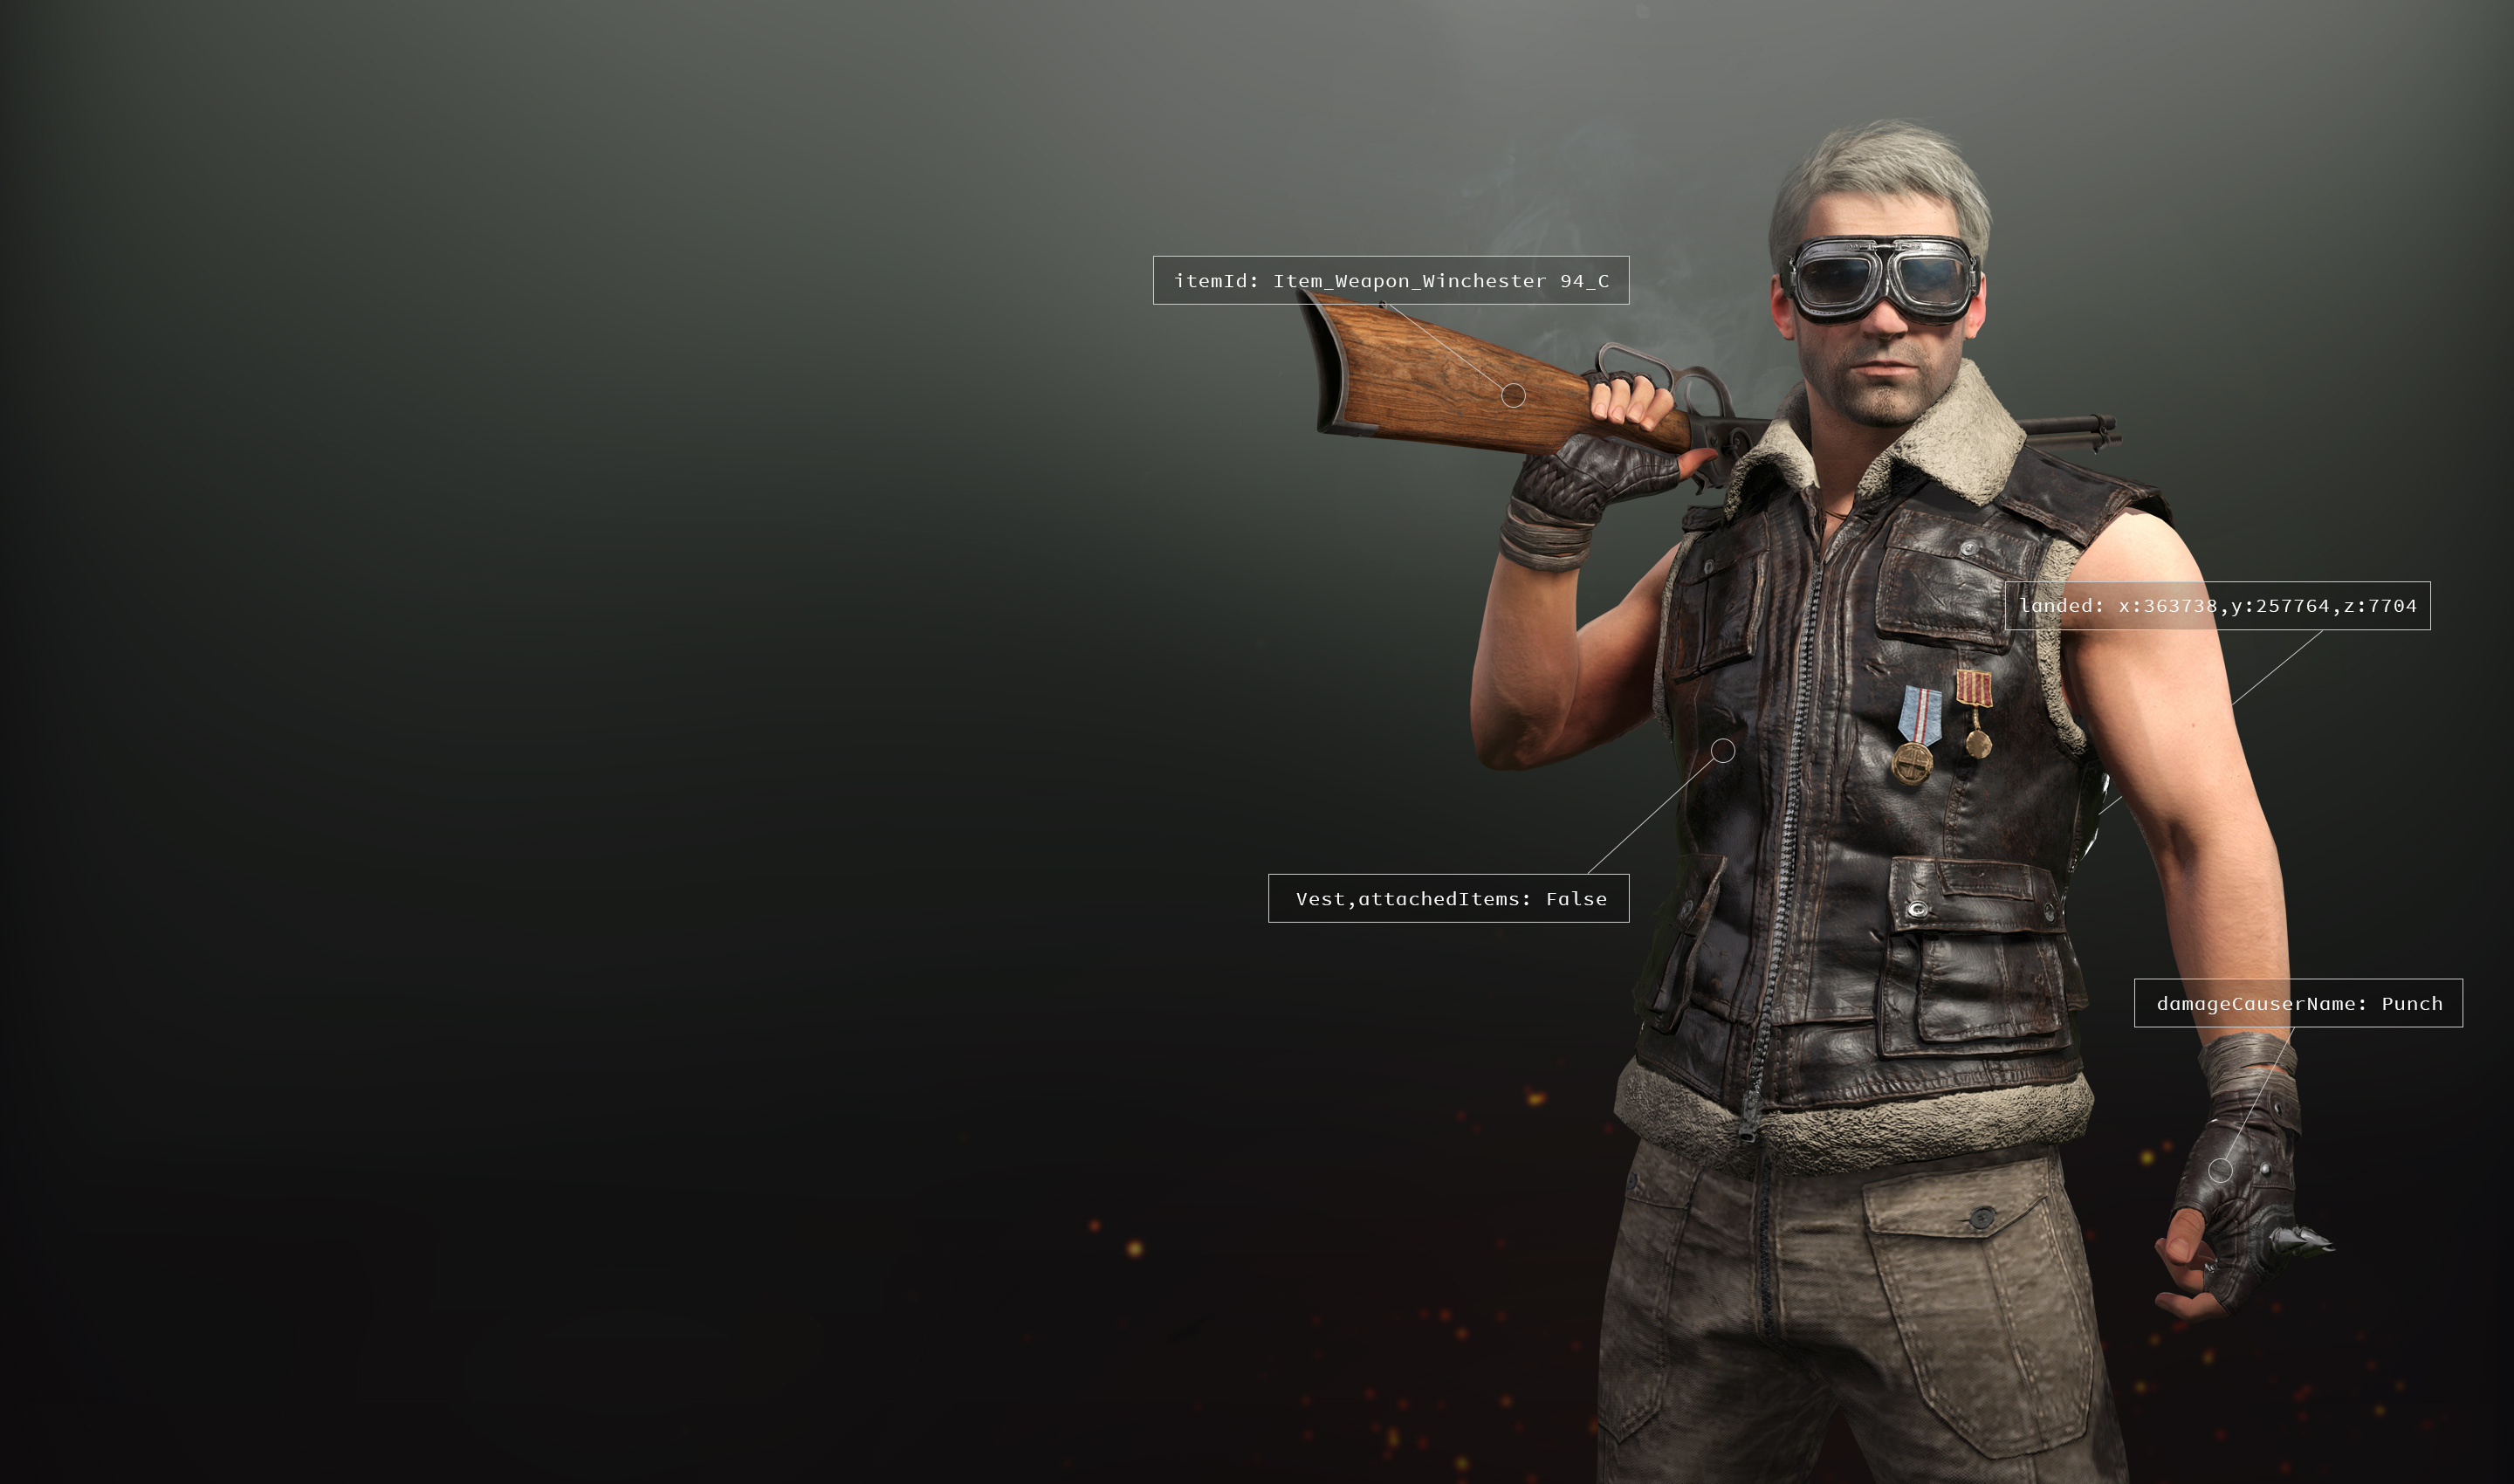 itemId: Item_Weapon_Winchester 94_C
landed: x:363738,y:257764,z:7704
Vest,attachedItems: False
damageCauserName: Punch